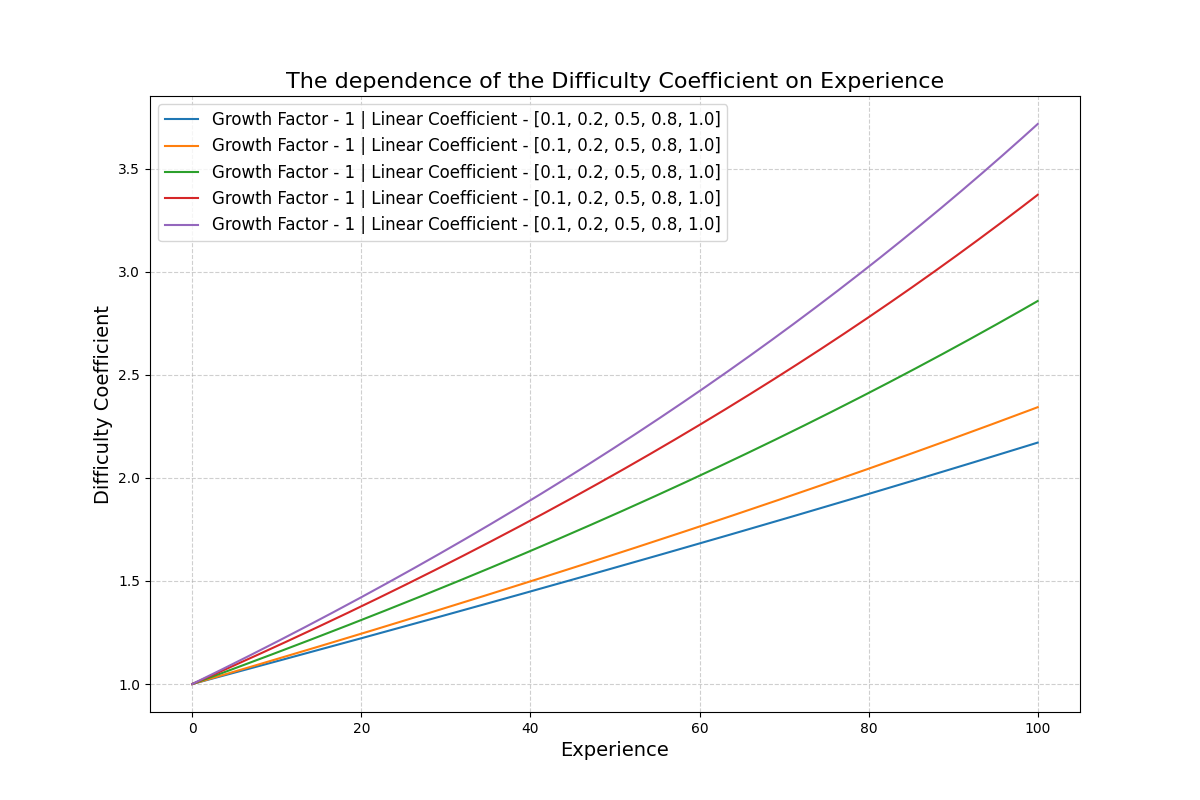 The dependence of the Difficulty Coefficient on Experience
Growth Factor - 1 | Linear Coefficient - [0.1, 0.2, 0.5, 0.8, 1.0]
Growth Factor - 1 | Linear Coefficient - [0.1, 0.2, 0.5, 0.8, 1.0]
Growth Factor - 1 | Linear Coefficient - [0.1, 0.2, 0.5, 0.8, 1.0]
Growth Factor - 1 | Linear Coefficient - [0.1, 0.2, 0.5, 0.8, 1.0]
Growth Factor - 1 | Linear Coefficient - [0.1, 0.2, 0.5, 0.8, 1.0]
Difficulty Coefficient
3.5
3.0
2.5
2.0
1.5
1.0
0 20 40 60 80 100
Experience